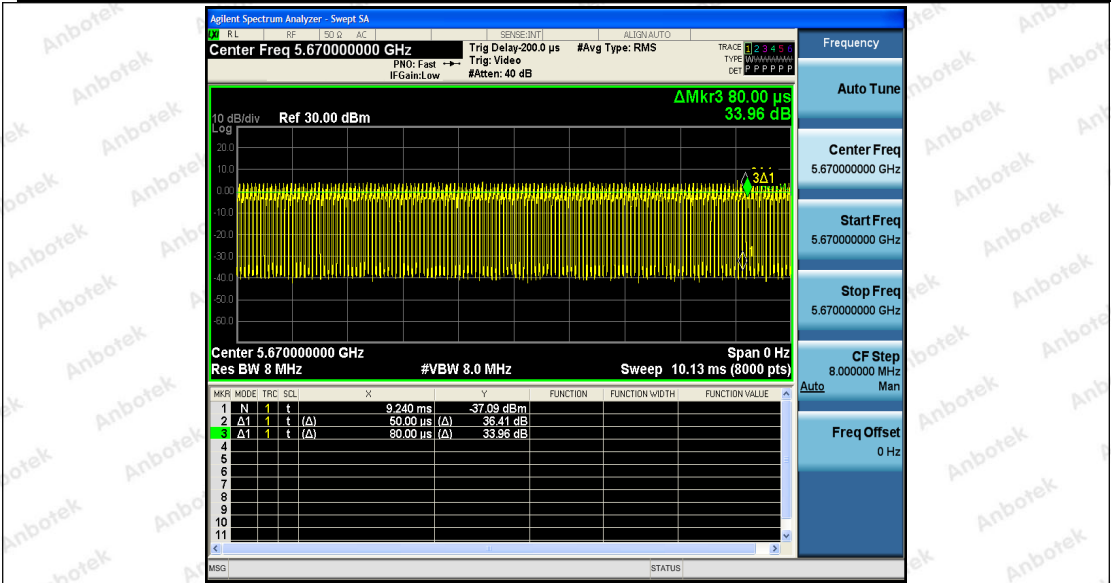 Agilent Spectrum Analyzer - Swept SA
RL RF 50 Ω AC SENSE:INT ALIGNAUTO
Center Freq 5.670000000 GHz
PNO: Fast
IFGain:Low
Trig Delay-200.0 µs
Trig: Video
#Atten: 40 dB
#Avg Type: RMS
TRACE 1 2 3 4 5 6
TYPE
DET P P P P P P
ΔMkr3 80.00 µs
33.96 dB
10 dB/div Ref 30.00 dBm
Log
20.0
10.0
0.00
-10.0
-20.0
-30.0
-40.0
-50.0
-60.0
3Δ1
1
Center 5.670000000 GHz Span 0 Hz
Res BW 8 MHz #VBW 8.0 MHz Sweep 10.13 ms (8000 pts)
MKR MODE TRC SCL X Y FUNCTION FUNCTION WIDTH FUNCTION VALUE
1 N 1 t 9.240 ms -37.09 dBm
2 Δ1 1 t (Δ) 50.00 µs (Δ) 36.41 dB
3 Δ1 1 t (Δ) 80.00 µs (Δ) 33.96 dB
4
5
6
7
8
9
10
11
MSG STATUS
Frequency
Auto Tune
Center Freq
5.670000000 GHz
Start Freq
5.670000000 GHz
Stop Freq
5.670000000 GHz
CF Step
8.000000 MHz
Auto Man
Freq Offset
0 Hz
Anbotek